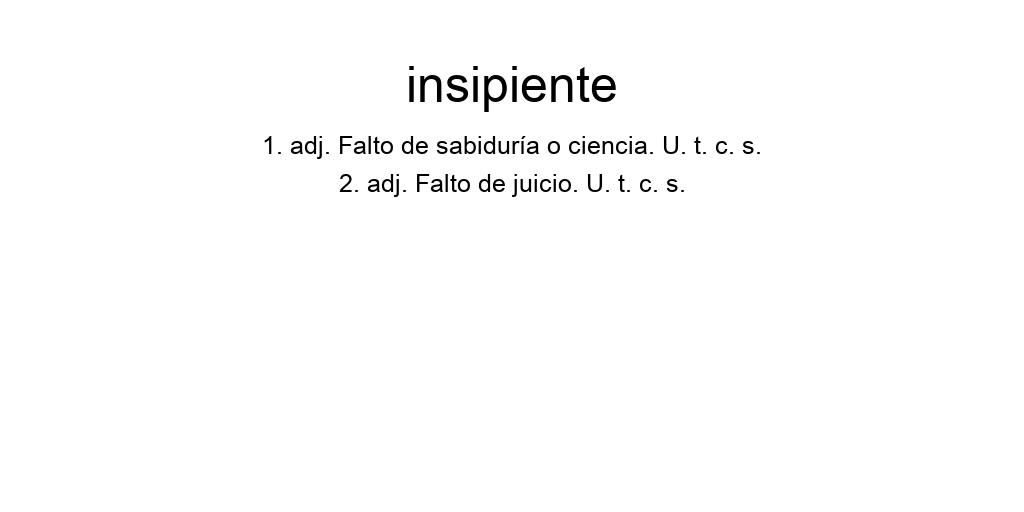 insipiente
1. adj. Falto de sabiduría o ciencia. U. t. c. s.
2. adj. Falto de juicio. U. t. c. s.